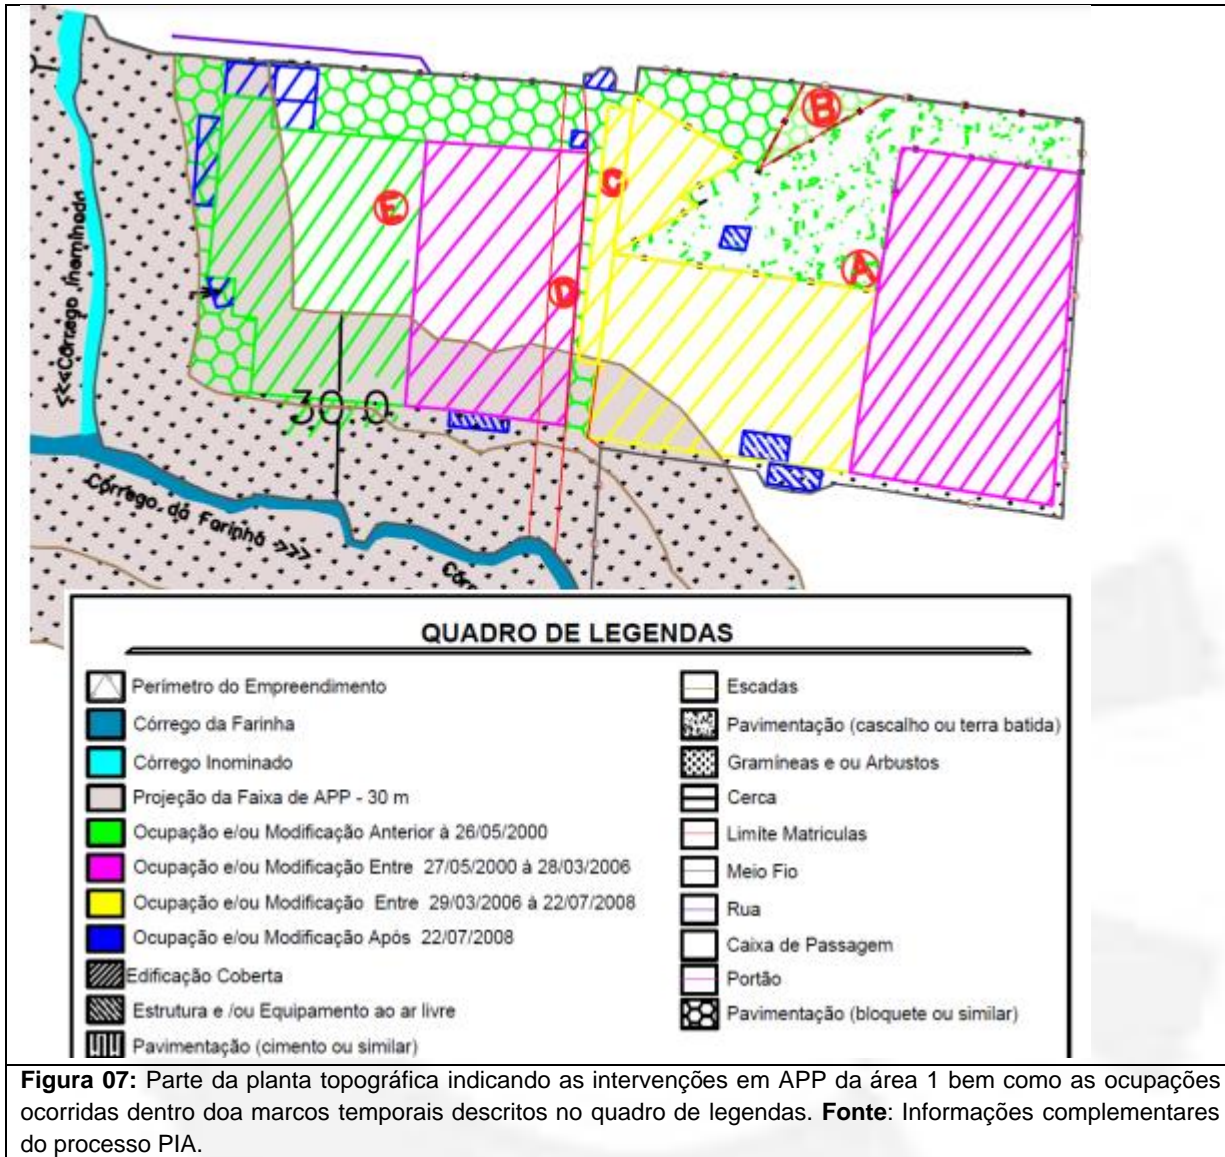 B
C
E
A
D
<<<Córrego Inominado
30.0
Córrego da Farinha >>>
Córr
QUADRO DE LEGENDAS
Perímetro do Empreendimento
Córrego da Farinha
Córrego Inominado
Projeção da Faixa de APP - 30 m
Ocupação e/ou Modificação Anterior à 26/05/2000
Ocupação e/ou Modificação Entre 27/05/2000 à 28/03/2006
Ocupação e/ou Modificação Entre 29/03/2006 à 22/07/2008
Ocupação e/ou Modificação Após 22/07/2008
Edificação Coberta
Estrutura e /ou Equipamento ao ar livre
Pavimentação (cimento ou similar)
Escadas
Pavimentação (cascalho ou terra batida)
Gramíneas e ou Arbustos
Cerca
Limite Matriculas
Meio Fio
Rua
Caixa de Passagem
Portão
Pavimentação (bloquete ou similar)
Figura 07: Parte da planta topográfica indicando as intervenções em APP da área 1 bem como as ocupações
ocorridas dentro doa marcos temporais descritos no quadro de legendas. Fonte: Informações complementares
do processo PIA.